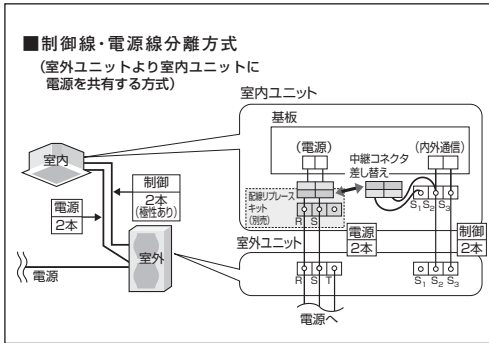 ■制御線・電源線分離方式
(室外ユニットより室内ユニットに
電源を共有する方式)
室内ユニット
基板
(電源)
中継コネクタ
差し替え
(内外通信)
室内
制御
2本
(極性あり)
電源
2本
配線リプレース
キット
(別売)
R S
S1 S2 S3
室外ユニット
電源
2本
制御
2本
室外
電源
R S T
S1 S2 S3
電源へ